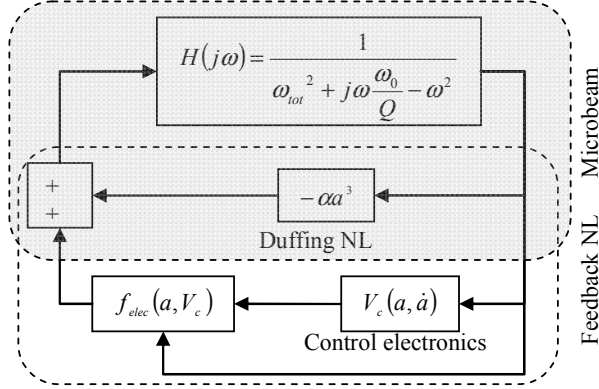 H(jω) = 1 / (ω_tot² + jω ω₀/Q − ω²)
+
+
−αa³
Duffing NL
f_elec(a, V_c)
V_c(a, ȧ)
Control electronics
Microbeam
Feedback NL